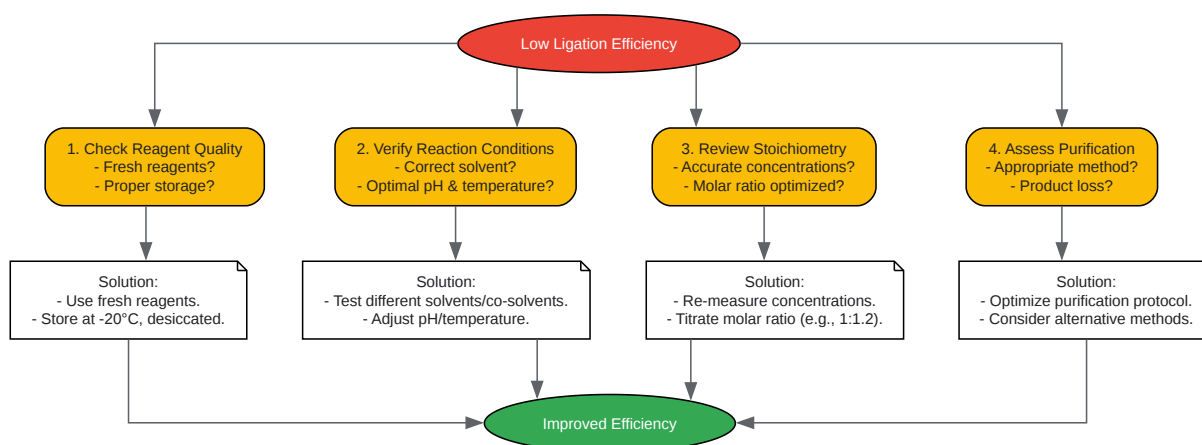 Low Ligation Efficiency
1. Check Reagent Quality
- Fresh reagents?
- Proper storage?
2. Verify Reaction Conditions
- Correct solvent?
- Optimal pH & temperature?
3. Review Stoichiometry
- Accurate concentrations?
- Molar ratio optimized?
4. Assess Purification
- Appropriate method?
- Product loss?
Solution:
- Use fresh reagents.
- Store at -20°C, desiccated.
Solution:
- Test different solvents/co-solvents.
- Adjust pH/temperature.
Solution:
- Re-measure concentrations.
- Titrate molar ratio (e.g., 1:1.2).
Solution:
- Optimize purification protocol.
- Consider alternative methods.
Improved Efficiency